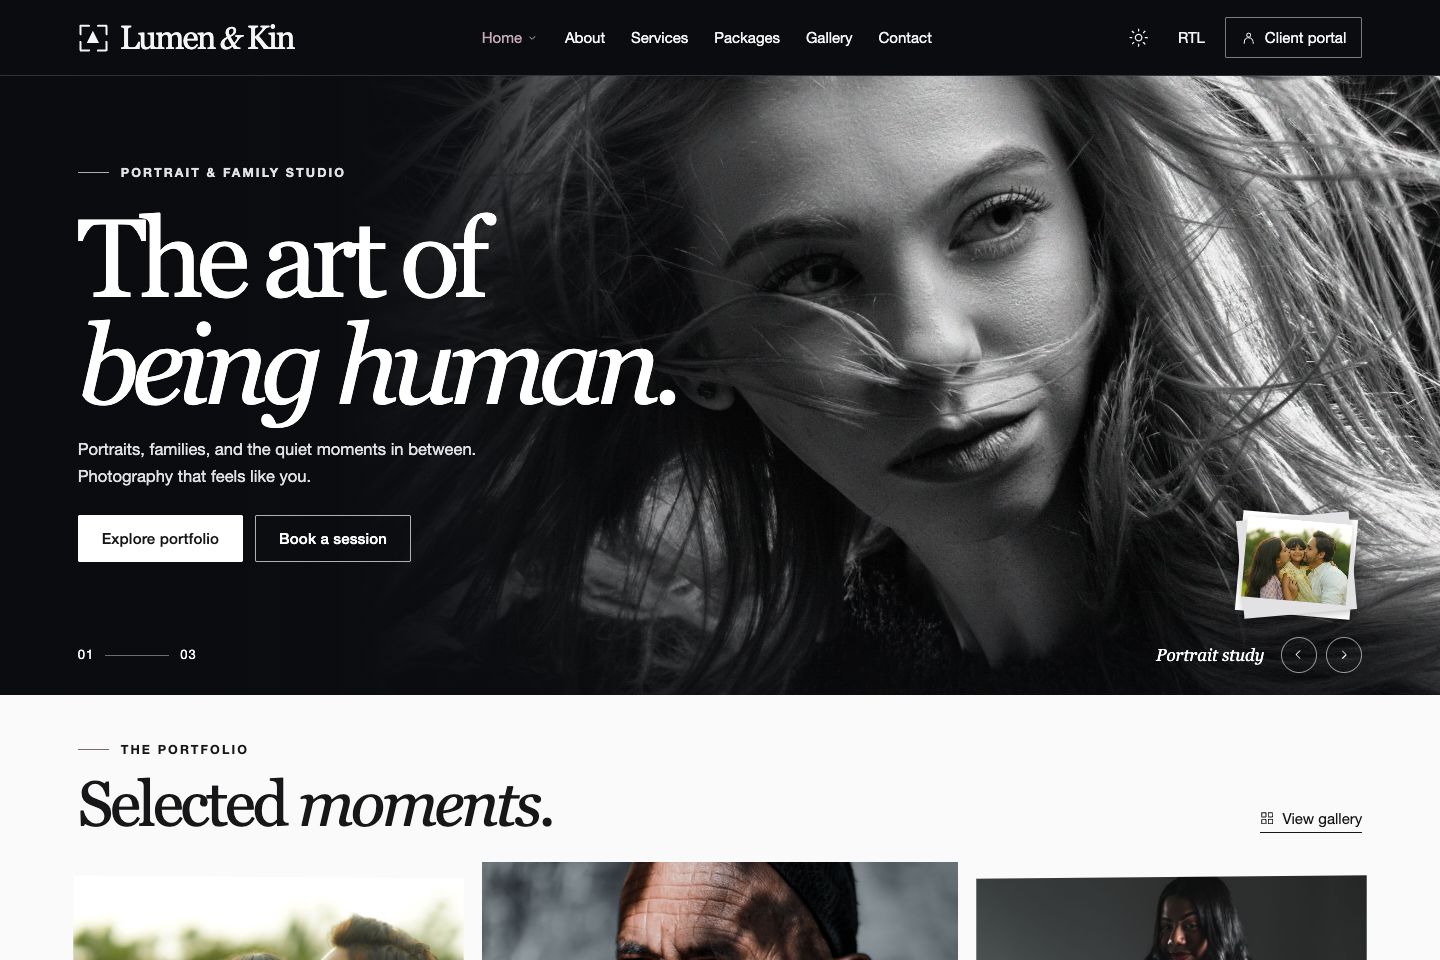 Lumen & Kin
Home
About
Services
Packages
Gallery
Contact
RTL
Client portal
PORTRAIT & FAMILY STUDIO
The art of
being human.
Portraits, families, and the quiet moments in between.
Photography that feels like you.
Explore portfolio
Book a session
01
03
Portrait study
THE PORTFOLIO
Selected moments.
View gallery